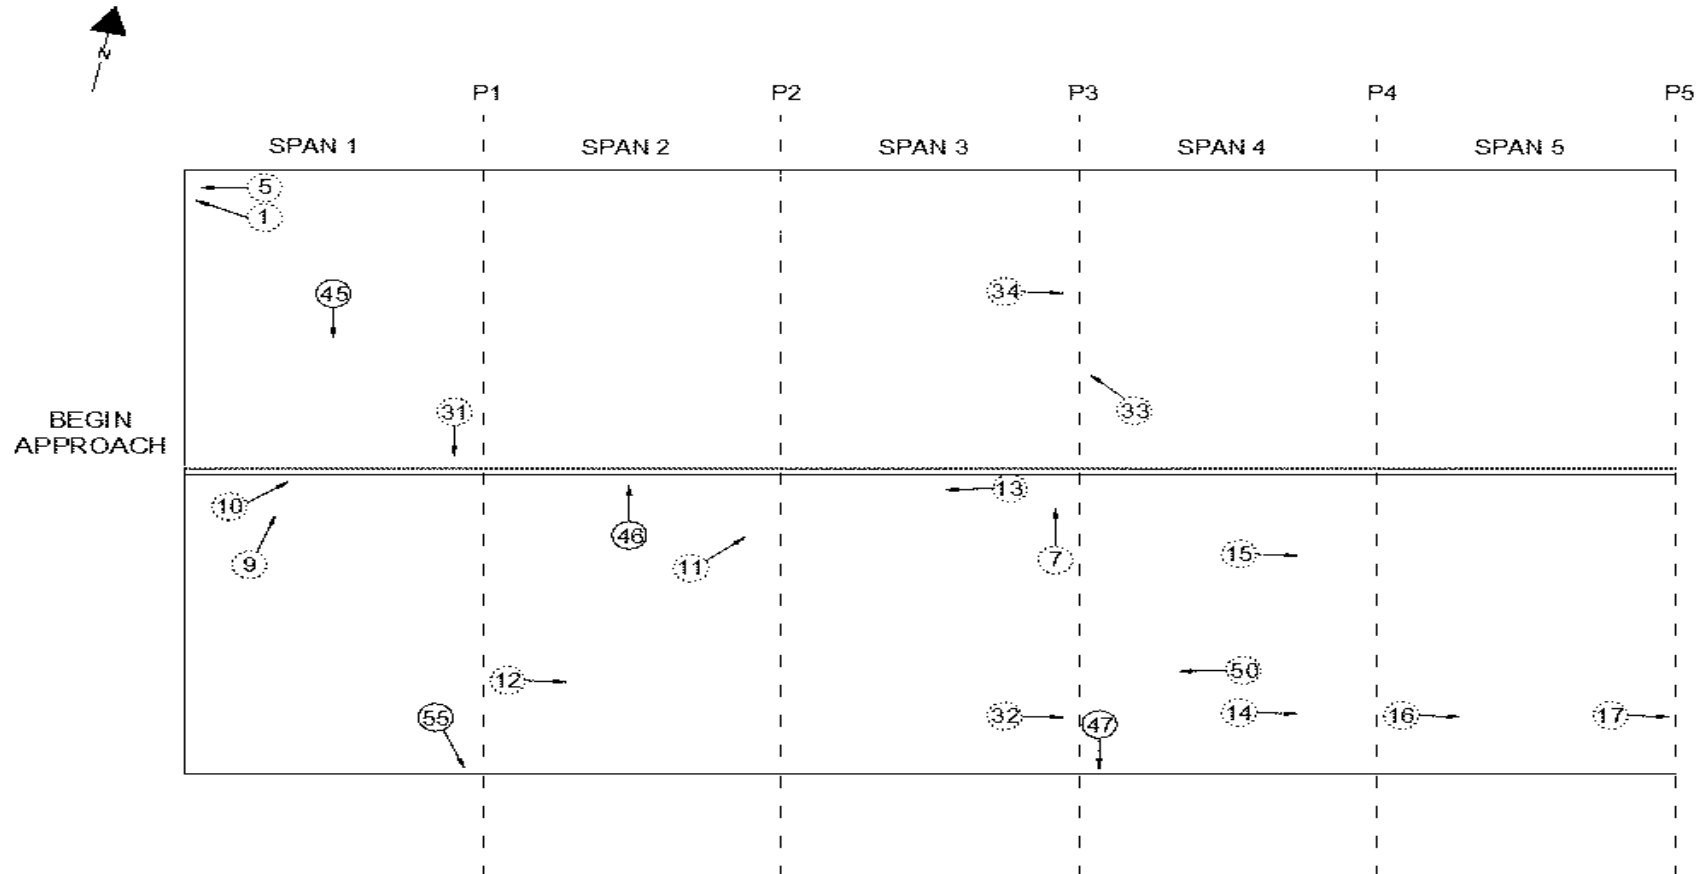 N
P1 P2 P3 P4 P5
SPAN 1 SPAN 2 SPAN 3 SPAN 4 SPAN 5
5
1
45 34
31 33
BEGIN
APPROACH
10 13
46
9 11 7 15
12 50
55 32 47 14 16 17